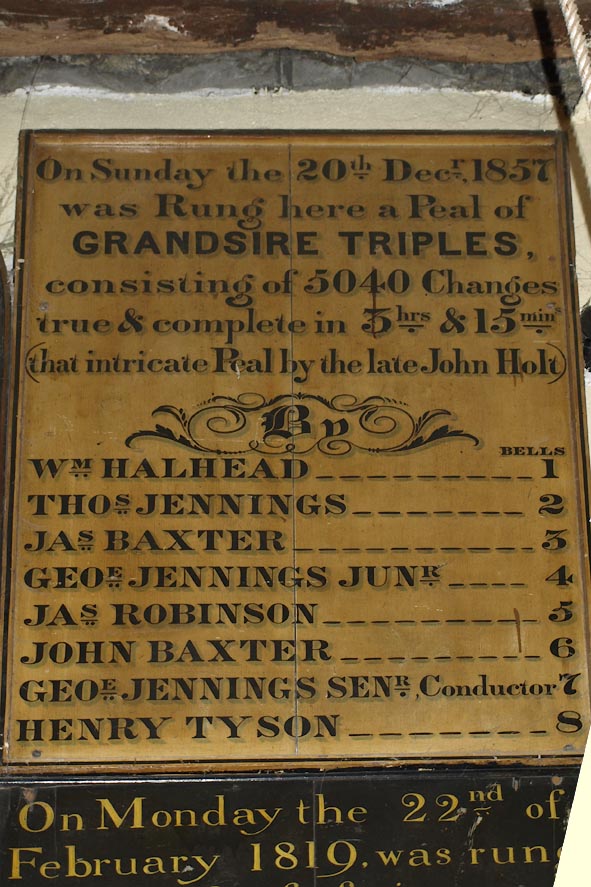 On Sunday the 20th Decr. 1857
was Rung here a Peal of
GRANDSIRE TRIPLES,
consisting of 5040 Changes
true & complete in 3hrs & 15min
(that intricate Peal by the late John Holt)
By
BELLS
WM HALHEAD 1
THOS JENNINGS 2
JAS BAXTER 3
GEOE JENNINGS JUNR 4
JAS ROBINSON 5
JOHN BAXTER 6
GEOE JENNINGS SENR, Conductor 7
HENRY TYSON 8
On Monday the 22nd of
February 1819. was rung